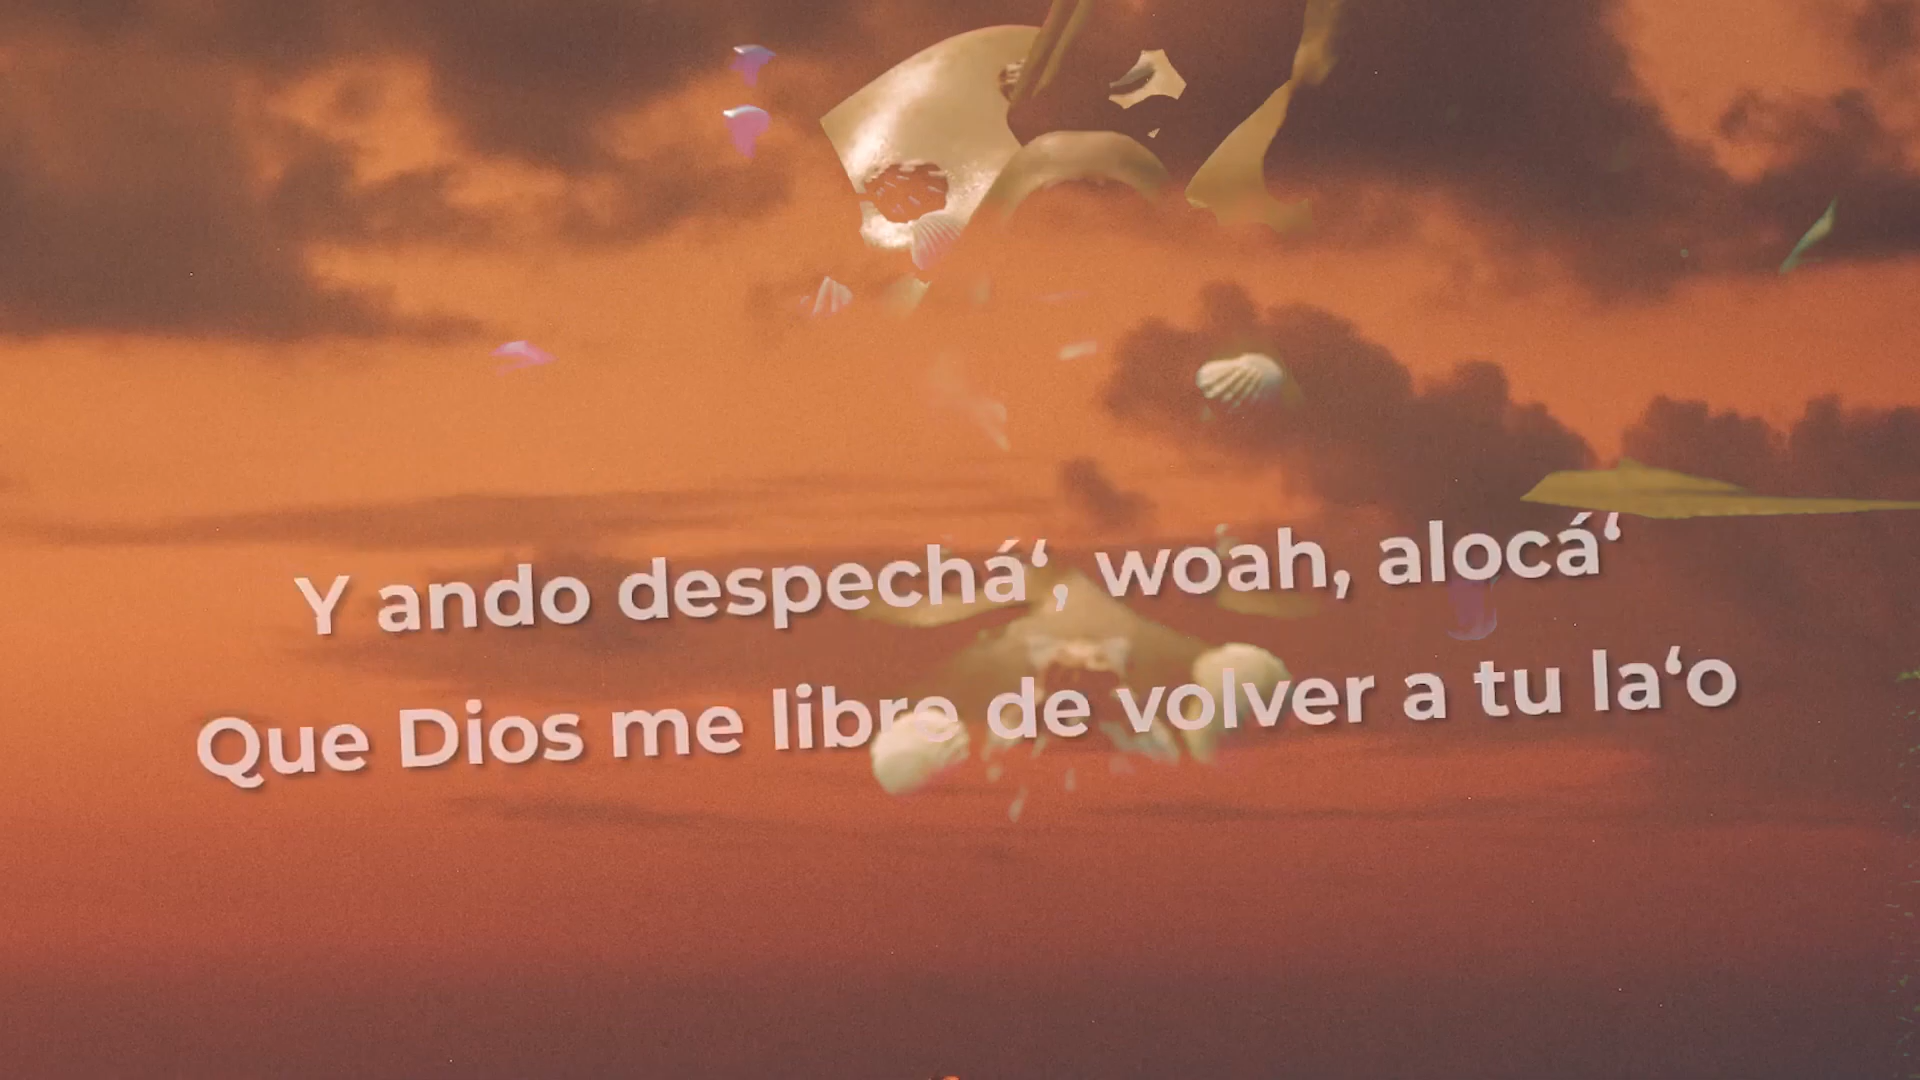 Y ando despechá‘, woah, alocá‘
Que Dios me libre de volver a tu la‘o